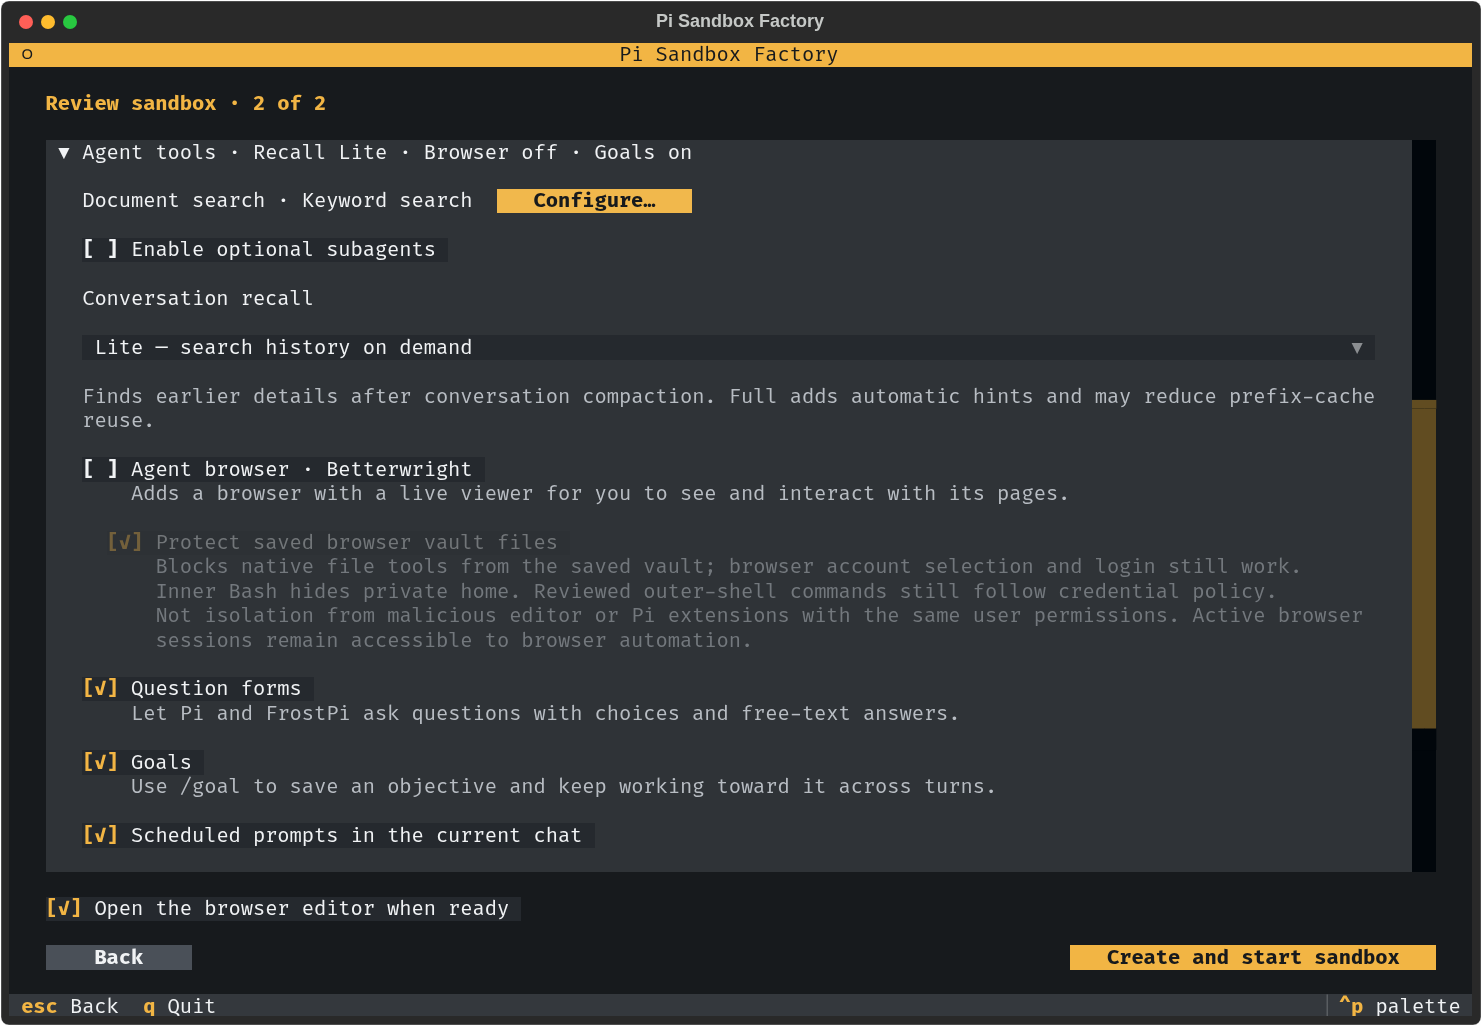 Pi Sandbox Factory
O Pi Sandbox Factory
Review sandbox · 2 of 2
▼ Agent tools · Recall Lite · Browser off · Goals on
Document search · Keyword search Configure…
[ ] Enable optional subagents
Conversation recall
Lite — search history on demand ▼
Finds earlier details after conversation compaction. Full adds automatic hints and may reduce prefix-cache
reuse.
[ ] Agent browser · Betterwright
Adds a browser with a live viewer for you to see and interact with its pages.
[√] Protect saved browser vault files
Blocks native file tools from the saved vault; browser account selection and login still work.
Inner Bash hides private home. Reviewed outer-shell commands still follow credential policy.
Not isolation from malicious editor or Pi extensions with the same user permissions. Active browser
sessions remain accessible to browser automation.
[√] Question forms
Let Pi and FrostPi ask questions with choices and free-text answers.
[√] Goals
Use /goal to save an objective and keep working toward it across turns.
[√] Scheduled prompts in the current chat
[√] Open the browser editor when ready
Back Create and start sandbox
esc Back q Quit ^p palette